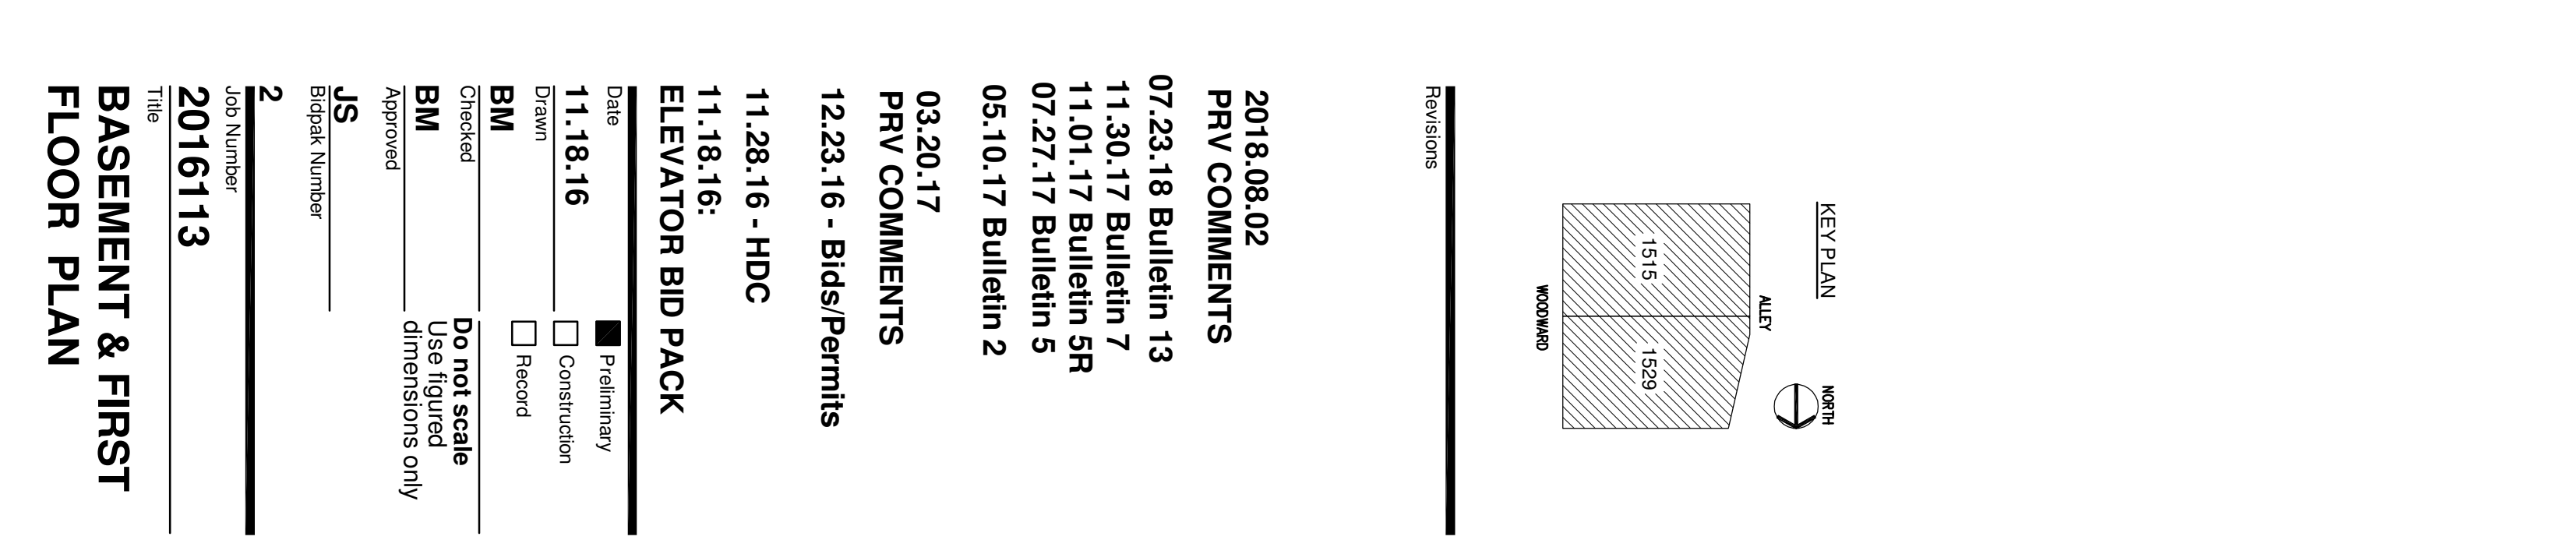 KEY PLAN
NORTH
ALLEY
1515
1529
WOODWARD
Revisions
2018.08.02
PRV COMMENTS
07.23.18 Bulletin 13
11.30.17 Bulletin 7
11.01.17 Bulletin 5R
07.27.17 Bulletin 5
05.10.17 Bulletin 2
03.20.17
PRV COMMENTS
12.23.16 - Bids/Permits
11.28.16 - HDC
11.18.16:
ELEVATOR BID PACK
Date
11.18.16
Drawn
BM
Checked
BM
Approved
JS
Bidpak Number
2
Preliminary
Construction
Record
Do not scale
Use figured
dimensions only
Job Number
2016113
Title
BASEMENT & FIRST
FLOOR PLAN